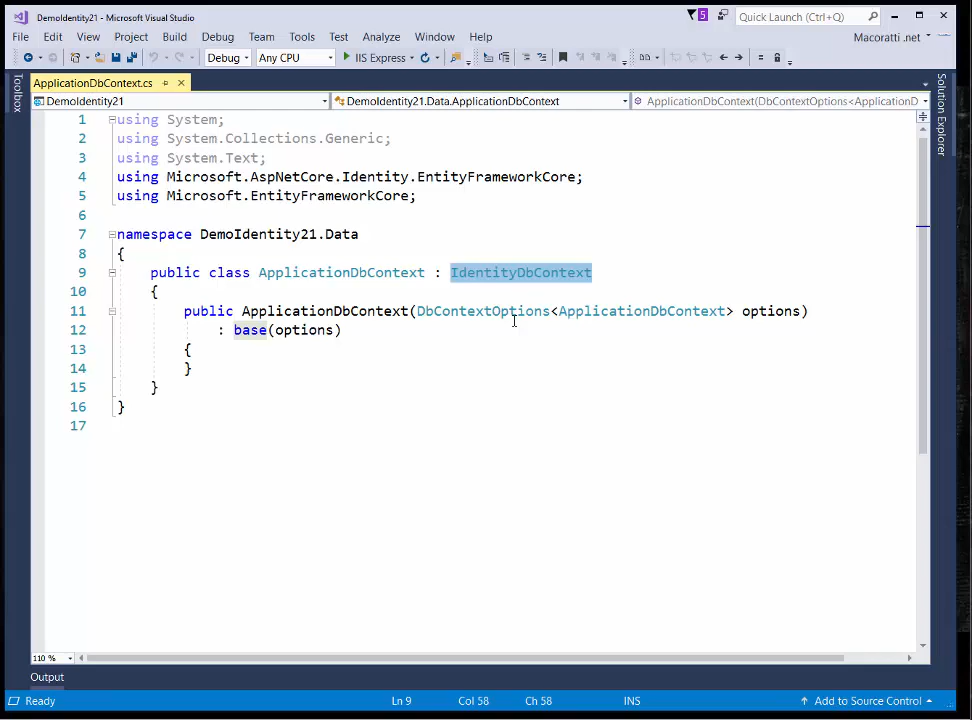 DemoIdentity21 - Microsoft Visual Studio
5
Quick Launch (Ctrl+Q)
File Edit View Project Build Debug Team Tools Test Analyze Window Help
Macoratti .net
Debug Any CPU IIS Express
Toolbox
ApplicationDbContext.cs
Solution Explorer
DemoIdentity21 DemoIdentity21.Data.ApplicationDbContext ApplicationDbContext(DbContextOptions<ApplicationD
1 using System;
2 using System.Collections.Generic;
3 using System.Text;
4 using Microsoft.AspNetCore.Identity.EntityFrameworkCore;
5 using Microsoft.EntityFrameworkCore;
6
7 namespace DemoIdentity21.Data
8 {
9 public class ApplicationDbContext : IdentityDbContext
10 {
11 public ApplicationDbContext(DbContextOptions<ApplicationDbContext> options)
12 : base(options)
13 {
14 }
15 }
16 }
17
110 %
Output
Ready Ln 9 Col 58 Ch 58 INS Add to Source Control